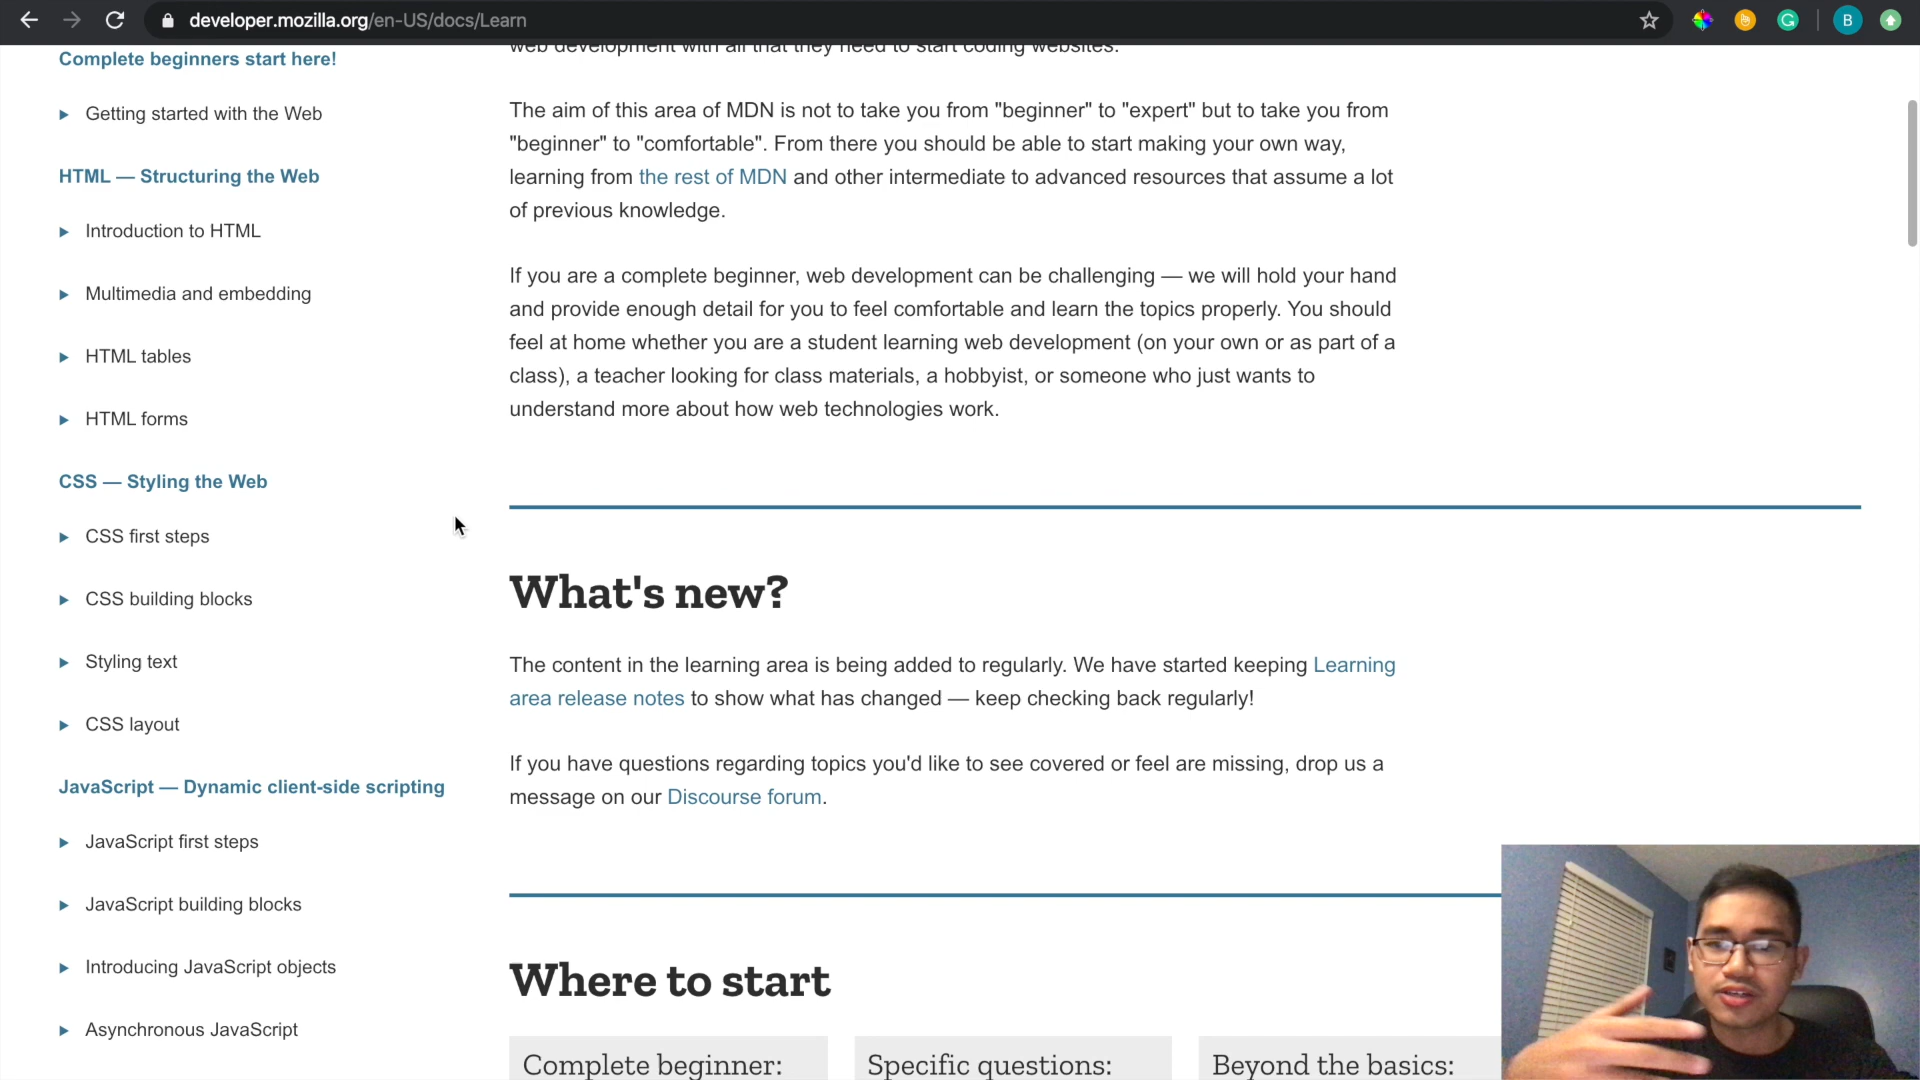 developer.mozilla.org/en-US/docs/Learn
B
Complete beginners start here!
Getting started with the Web
HTML — Structuring the Web
Introduction to HTML
Multimedia and embedding
HTML tables
HTML forms
CSS — Styling the Web
CSS first steps
CSS building blocks
Styling text
CSS layout
JavaScript — Dynamic client-side scripting
JavaScript first steps
JavaScript building blocks
Introducing JavaScript objects
Asynchronous JavaScript
web development with all that they need to start coding websites.
The aim of this area of MDN is not to take you from "beginner" to "expert" but to take you from
"beginner" to "comfortable". From there you should be able to start making your own way,
learning from the rest of MDN and other intermediate to advanced resources that assume a lot
of previous knowledge.
If you are a complete beginner, web development can be challenging — we will hold your hand
and provide enough detail for you to feel comfortable and learn the topics properly. You should
feel at home whether you are a student learning web development (on your own or as part of a
class), a teacher looking for class materials, a hobbyist, or someone who just wants to
understand more about how web technologies work.
What's new?
The content in the learning area is being added to regularly. We have started keeping Learning
area release notes to show what has changed — keep checking back regularly!
If you have questions regarding topics you'd like to see covered or feel are missing, drop us a
message on our Discourse forum.
Where to start
Complete beginner:
Specific questions:
Beyond the basics: